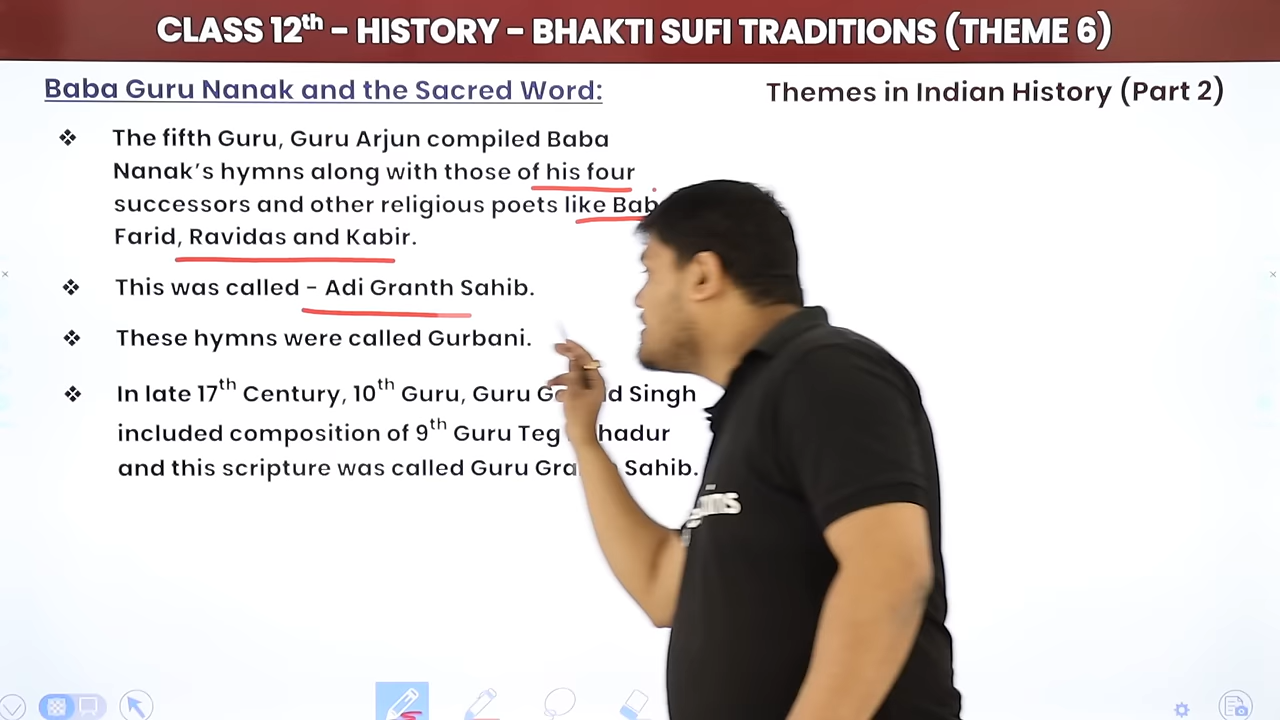 CLASS 12th - HISTORY - BHAKTI SUFI TRADITIONS (THEME 6)
Baba Guru Nanak and the Sacred Word:
Themes in Indian History (Part 2)
❖ The fifth Guru, Guru Arjun compiled Baba
Nanak's hymns along with those of his four
successors and other religious poets like
Farid, Ravidas and Kabir.
❖ This was called - Adi Granth Sahib.
❖ These hymns were called Gurbani.
❖ In late 17th Century, 10th Guru, Guru Singh
included composition of 9th Guru Teg
and this scripture was called Guru Sahib.